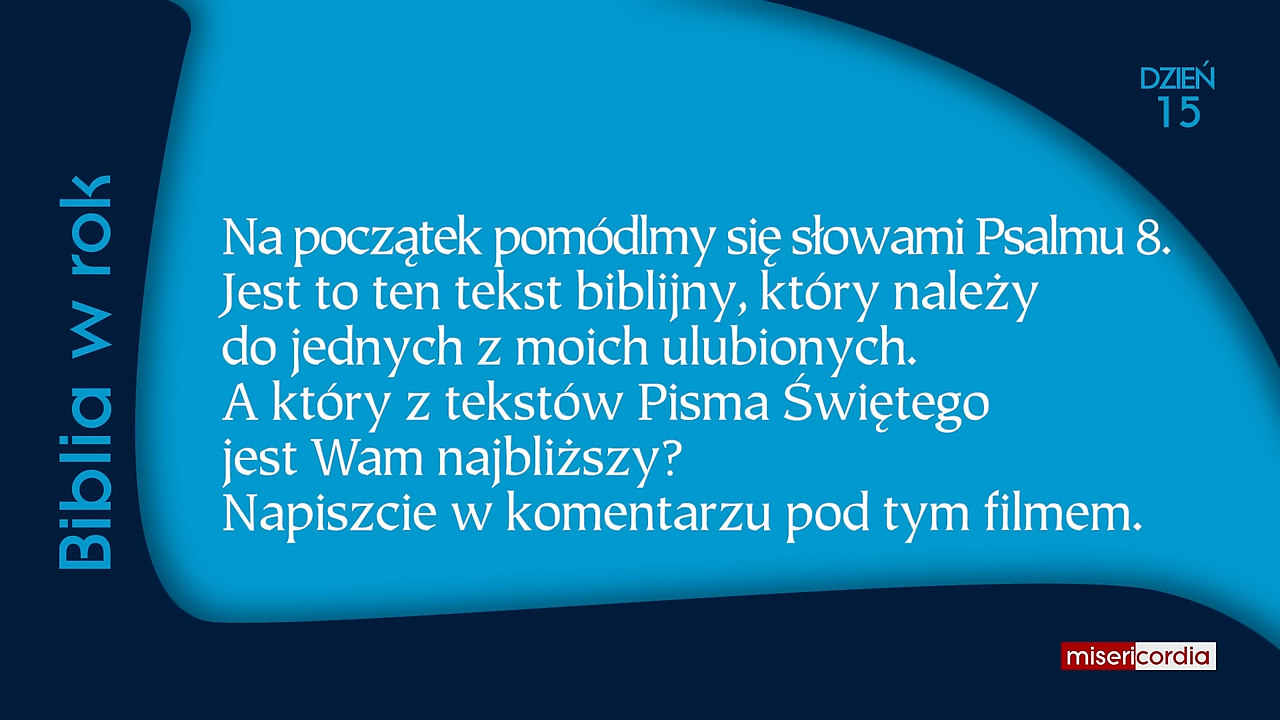 DZIEŃ
15
Biblia w rok
Na początek pomódlmy się słowami Psalmu 8.
Jest to ten tekst biblijny, który należy
do jednych z moich ulubionych.
A który z tekstów Pisma Świętego
jest Wam najbliższy?
Napiszcie w komentarzu pod tym filmem.
misericordia